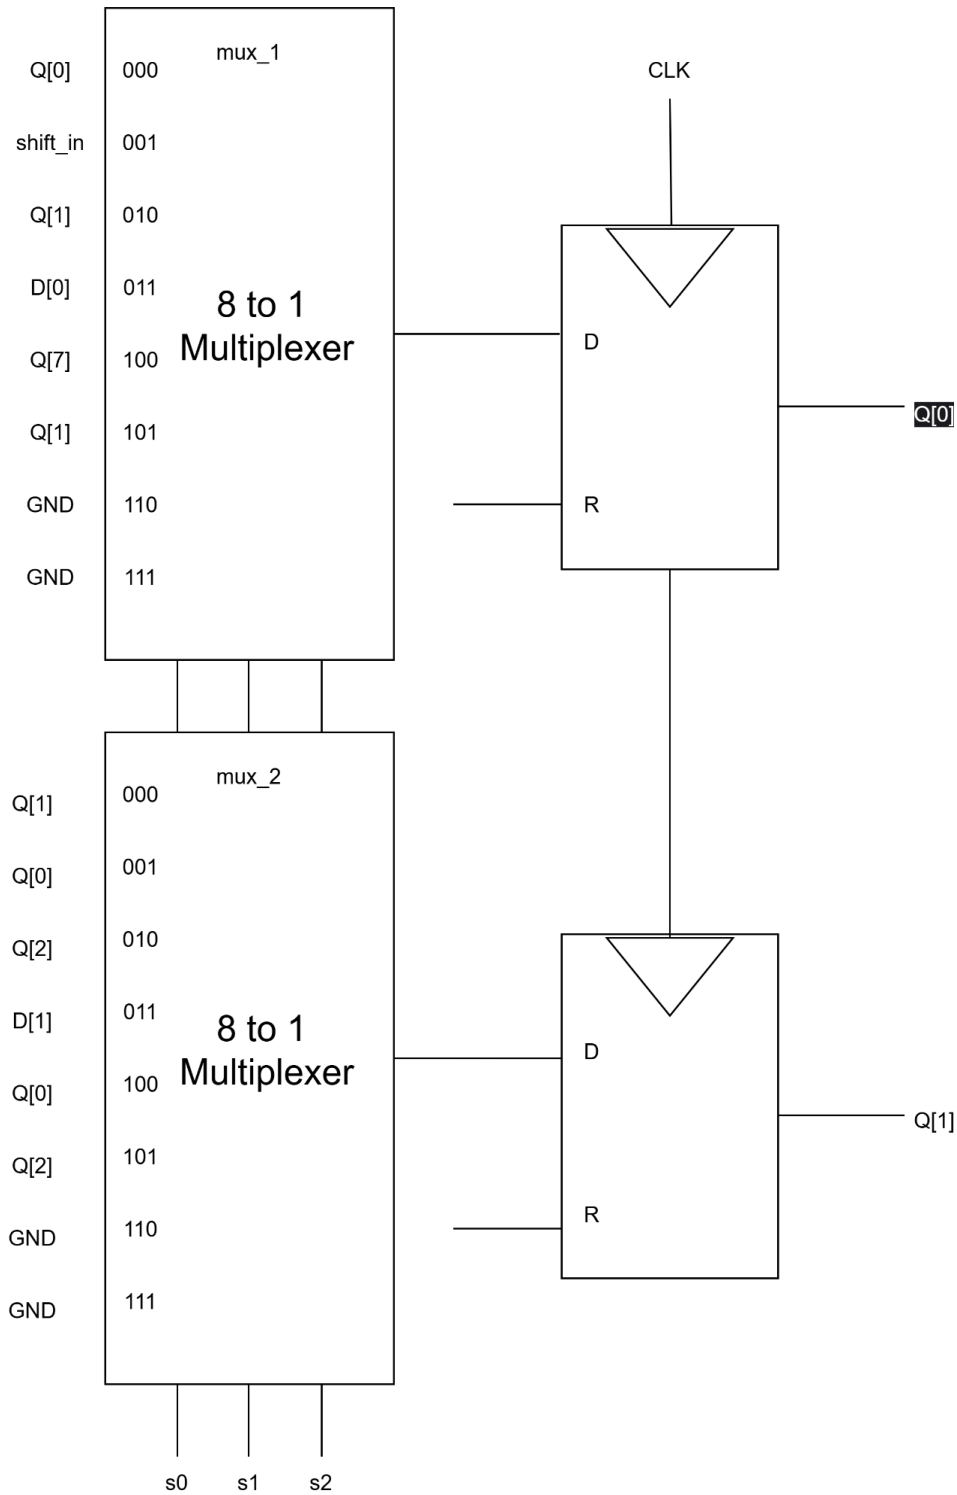 mux_1
Q[0] 000
CLK
shift_in 001
Q[1] 010
D[0] 011
8 to 1
Multiplexer
D
Q[7] 100
Q[0]
Q[1] 101
GND 110
R
GND 111
mux_2
Q[1] 000
Q[0] 001
Q[2] 010
D[1] 011
8 to 1
Multiplexer
D
Q[0] 100
Q[1]
Q[2] 101
R
GND 110
GND 111
s0 s1 s2